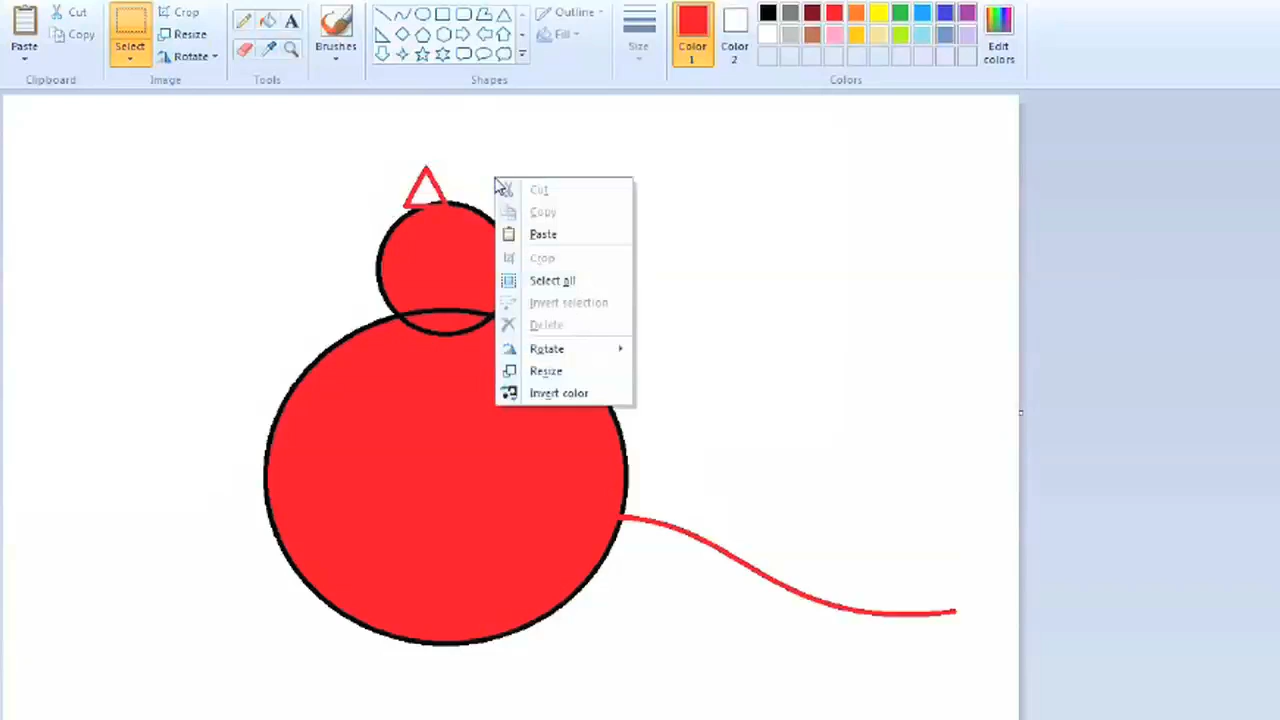 Paste
Cut
Copy
Clipboard
Select
Crop
Resize
Rotate
Image
A
Tools
Brushes
Shapes
Outline
Fill
Size
Color 1
Color 2
Edit colors
Colors
Cut
Copy
Paste
Crop
Select all
Invert selection
Delete
Rotate
Resize
Invert color